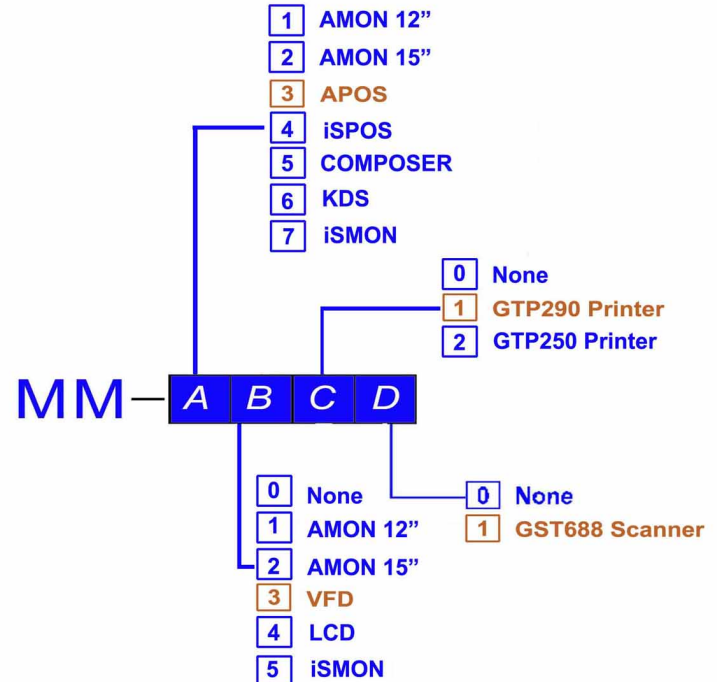 1 AMON 12”
2 AMON 15”
3 APOS
4 iSPOS
5 COMPOSER
6 KDS
7 iSMON
0 None
1 GTP290 Printer
2 GTP250 Printer
MM– A B C D
0 None
1 AMON 12”
2 AMON 15”
3 VFD
4 LCD
5 iSMON
0 None
1 GST688 Scanner